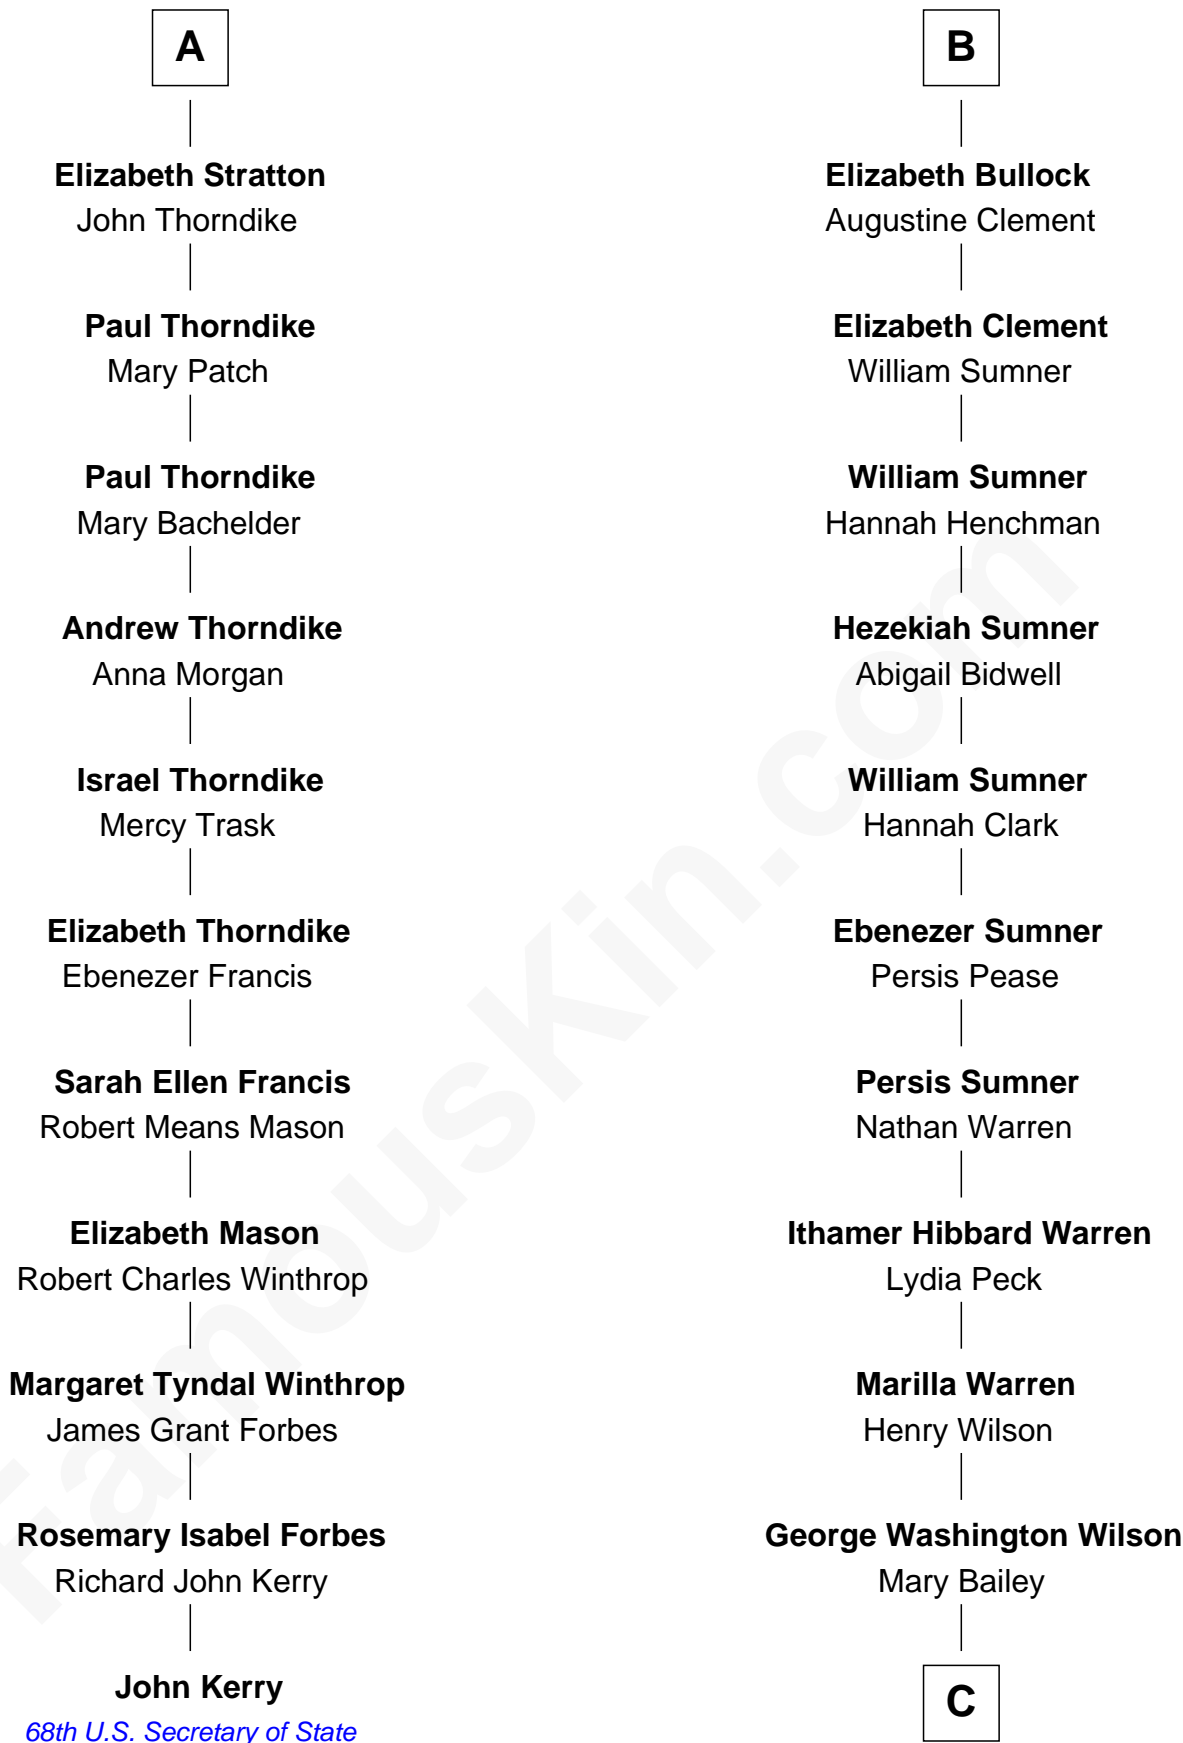 A
Elizabeth Stratton
John Thorndike
Paul Thorndike
Mary Patch
Paul Thorndike
Mary Bachelder
Andrew Thorndike
Anna Morgan
Israel Thorndike
Mercy Trask
Elizabeth Thorndike
Ebenezer Francis
Sarah Ellen Francis
Robert Means Mason
Elizabeth Mason
Robert Charles Winthrop
Margaret Tyndal Winthrop
James Grant Forbes
Rosemary Isabel Forbes
Richard John Kerry
John Kerry
68th U.S. Secretary of State
B
Elizabeth Bullock
Augustine Clement
Elizabeth Clement
William Sumner
William Sumner
Hannah Henchman
Hezekiah Sumner
Abigail Bidwell
William Sumner
Hannah Clark
Ebenezer Sumner
Persis Pease
Persis Sumner
Nathan Warren
Ithamer Hibbard Warren
Lydia Peck
Marilla Warren
Henry Wilson
George Washington Wilson
Mary Bailey
C
FamousKin.com